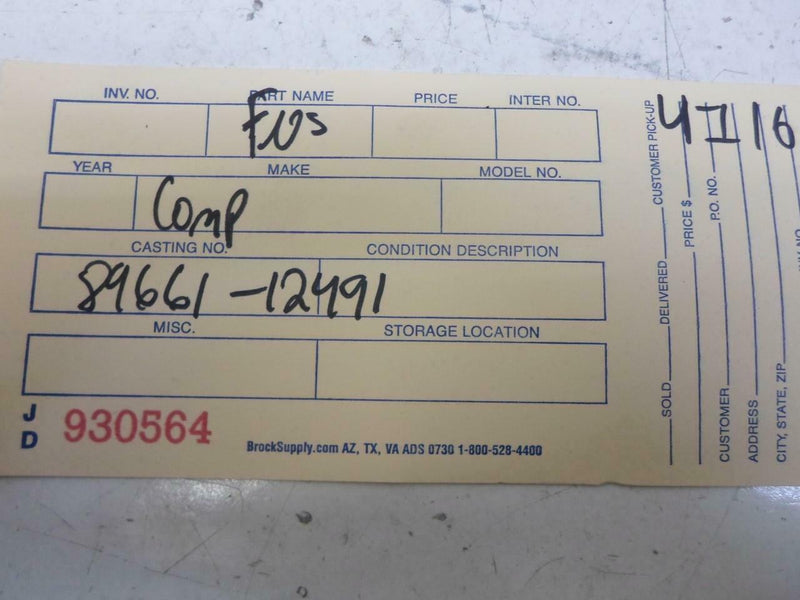 INV. NO. PART NAME PRICE INTER NO.
YEAR MAKE MODEL NO.
Comp
CASTING NO. CONDITION DESCRIPTION
89661-12491
MISC. STORAGE LOCATION
J
D
930564
BrockSupply.com AZ, TX, VA ADS 0730 1-800-528-4400
SOLD DELIVERED CUSTOMER PICK-UP
PRICE $
CUSTOMER P.O. NO.
ADDRESS
CITY, STATE, ZIP